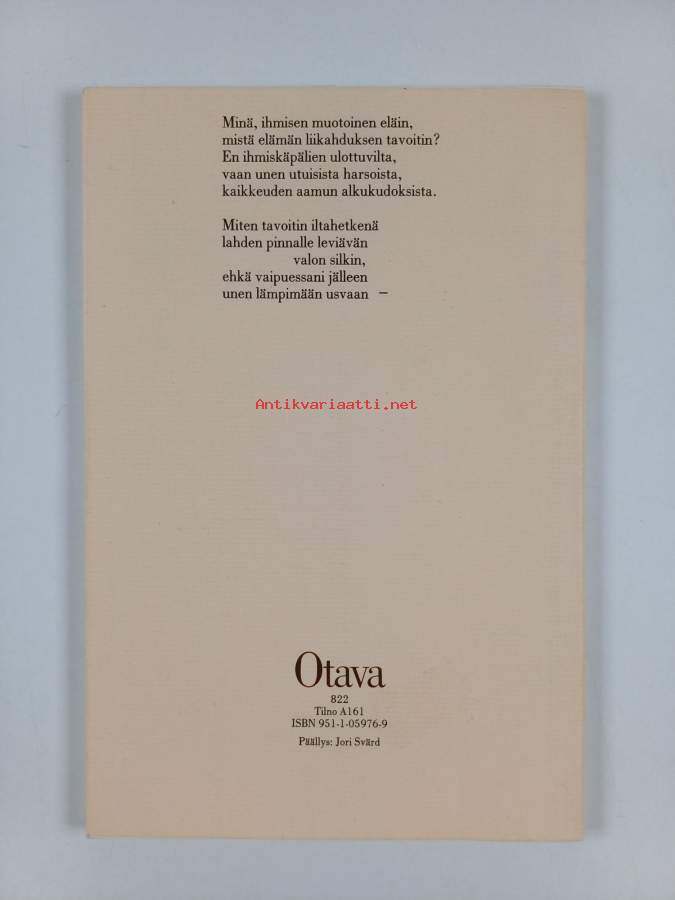 Minä, ihmisen muotoinen eläin,
mistä elämän liikahduksen tavoitin?
En ihmiskäpälien ulottuvilta,
vaan unen utuisista harsoista,
kaikkeuden aamun alkukudoksista.
Miten tavoitin iltahetkenä
lahden pinnalle leviävän
valon silkin,
ehkä vaipuessani jälleen
unen lämpimään usvaan –
Antikvariaatti.net
Otava
822
Tilno A161
ISBN 951-1-05976-9
Päällys: Jori Svärd